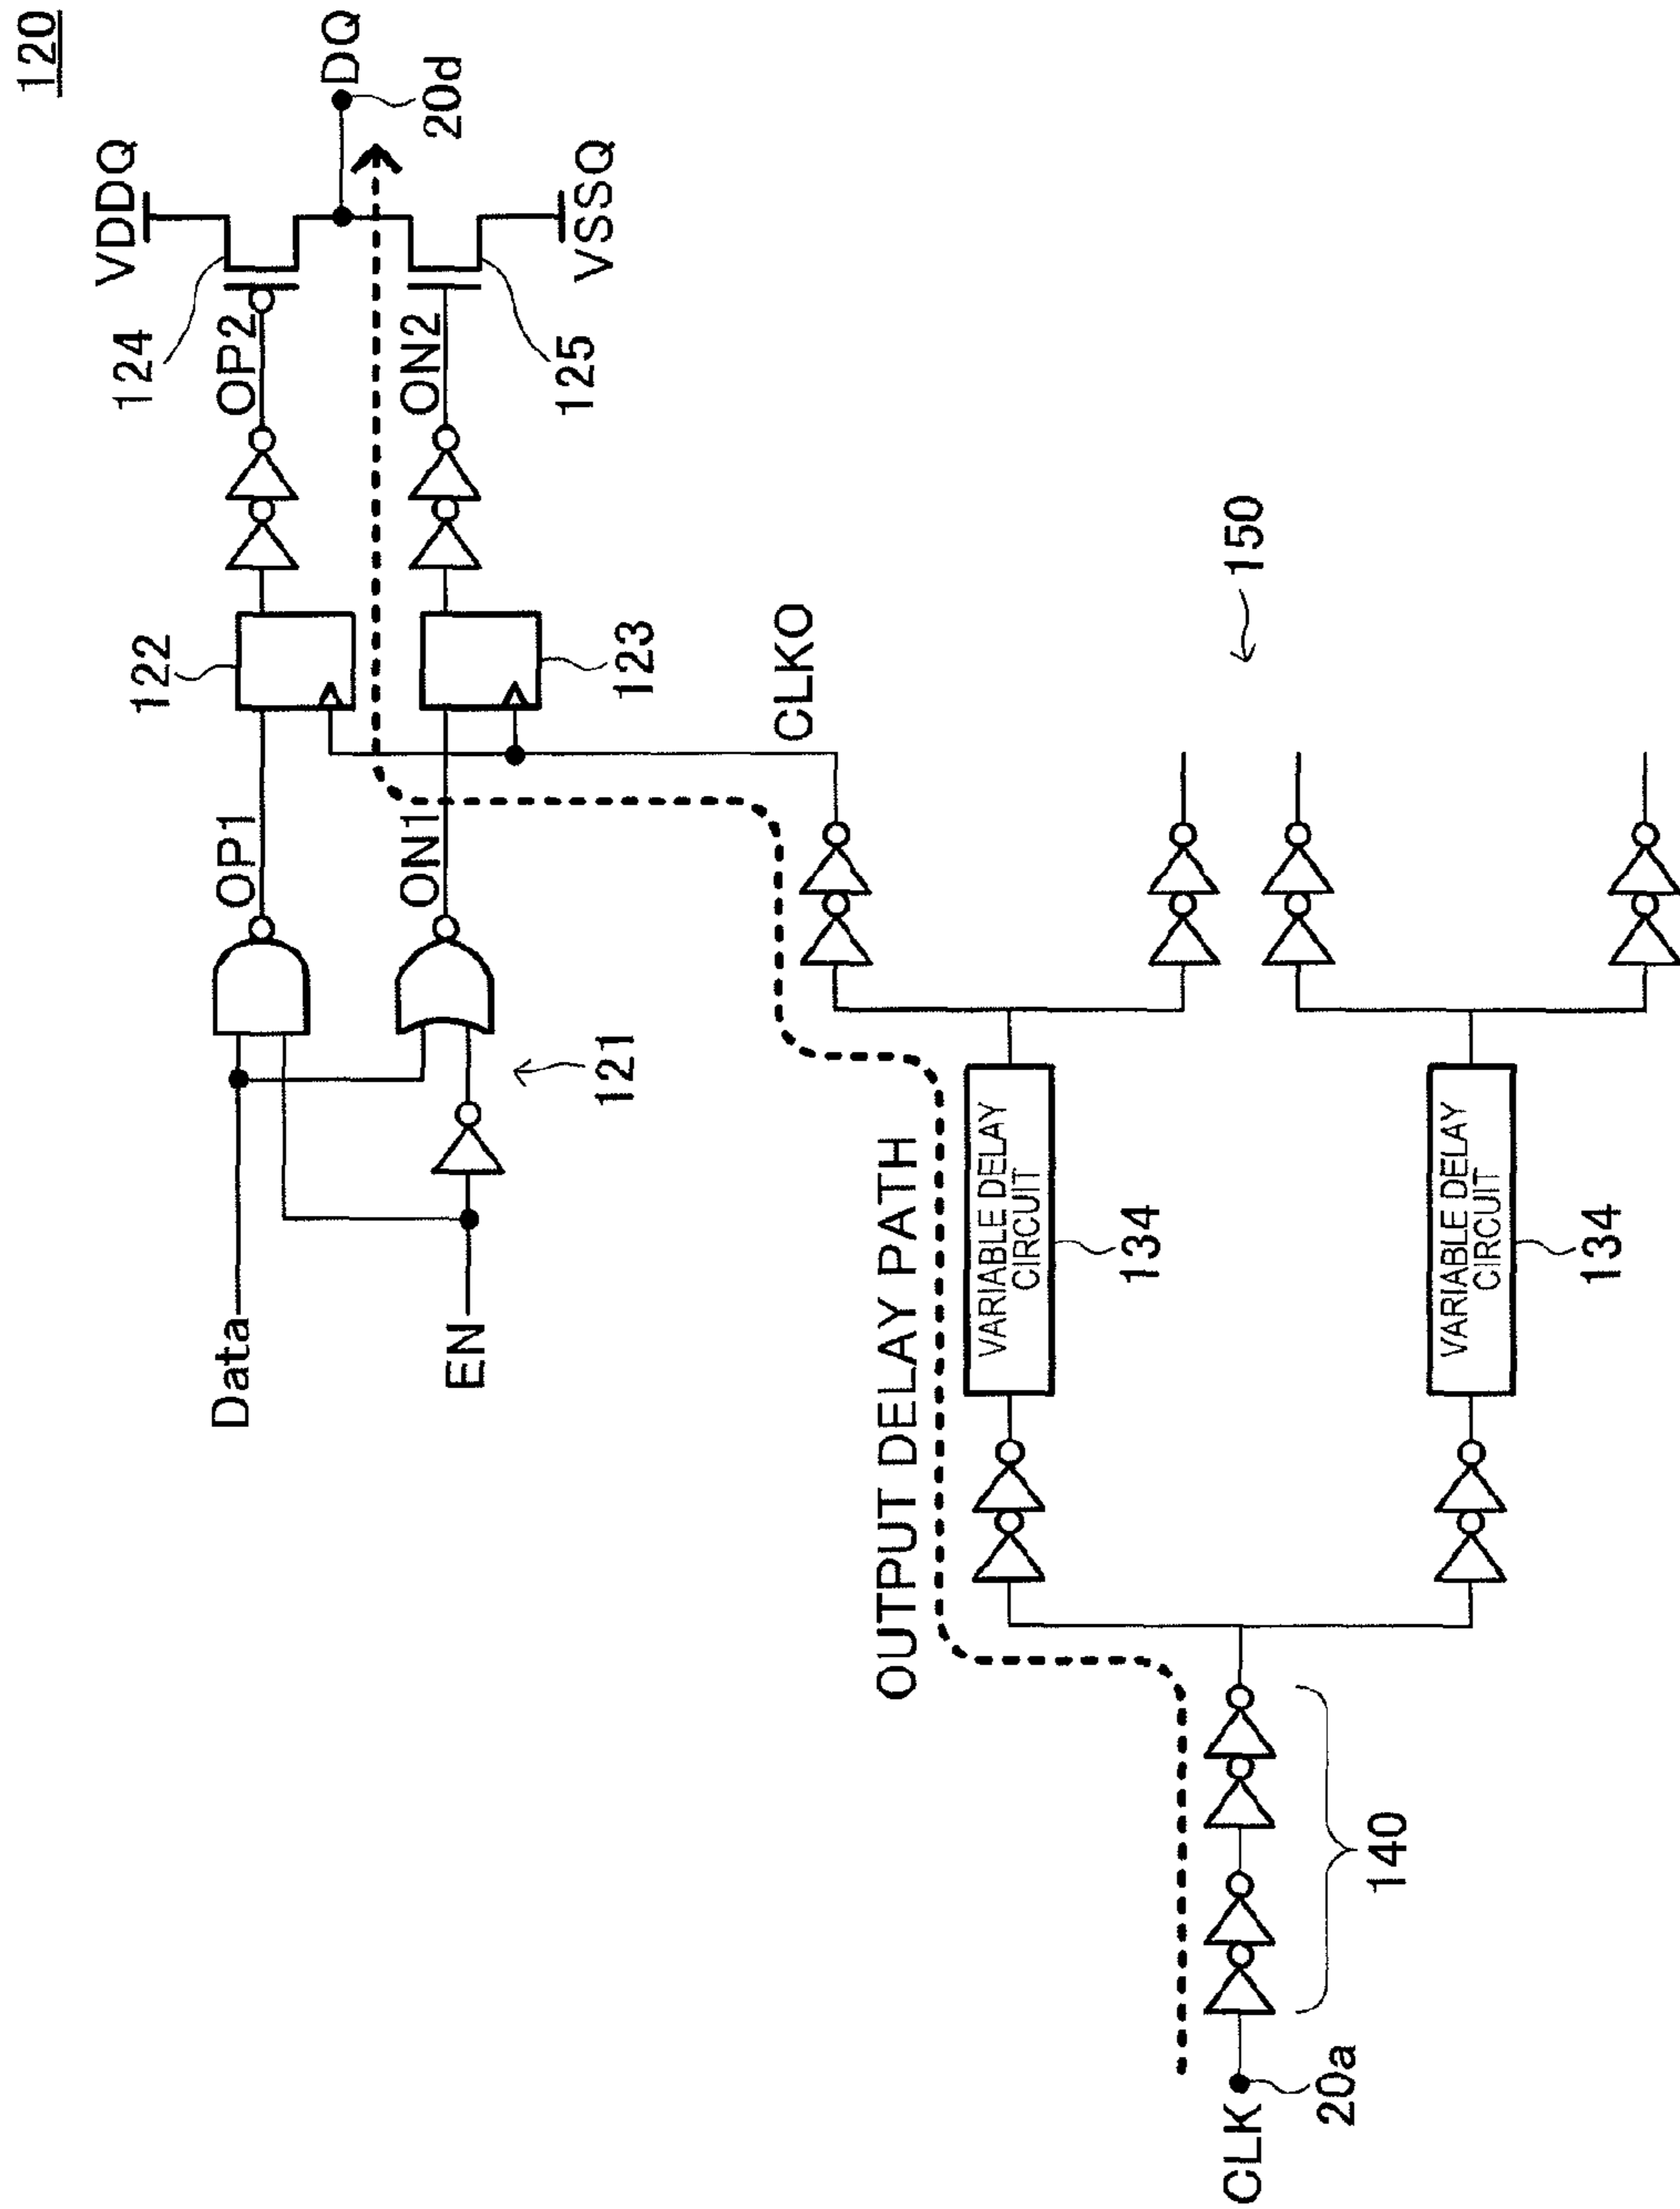 120
VDDQ
124
OP2
122
OP1
Data
DQ
20d
ON2
ON1
EN
125
VSSQ
123
121
CLKO
OUTPUT DELAY PATH
VARIABLE DELAY
CIRCUIT
134
150
CLK
20a
140
VARIABLE DELAY
CIRCUIT
134